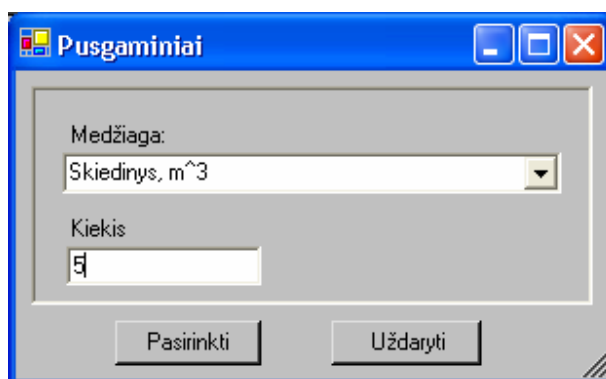 Pusgaminiai
Medžiaga:
Skiedinys, m^3
Kiekis
5
Pasirinkti
Uždaryti